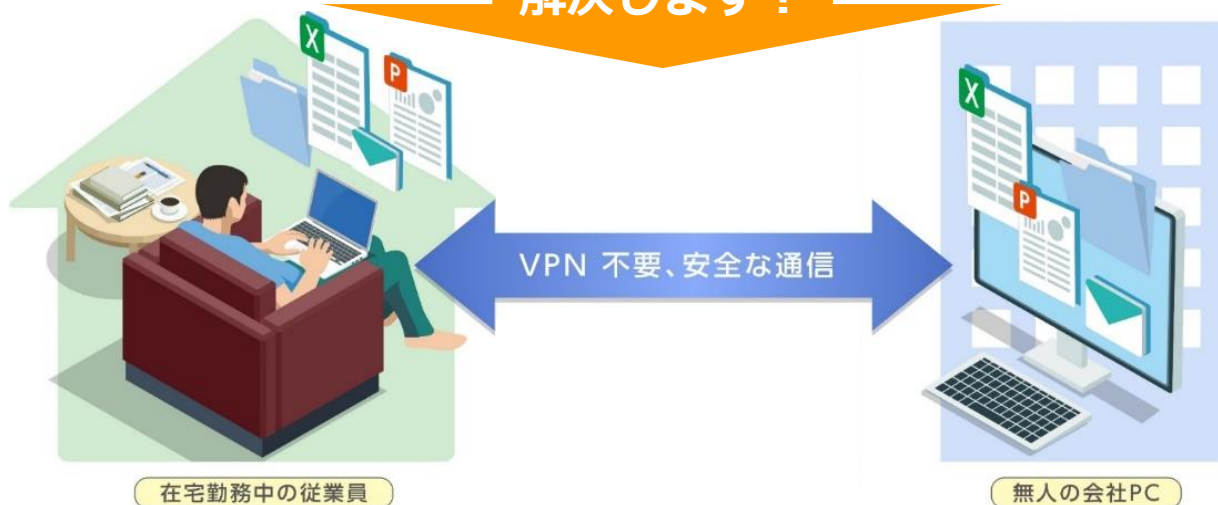 解決します！
X
P
X
P
VPN 不要、安全な通信
在宅勤務中の従業員
無人の会社PC